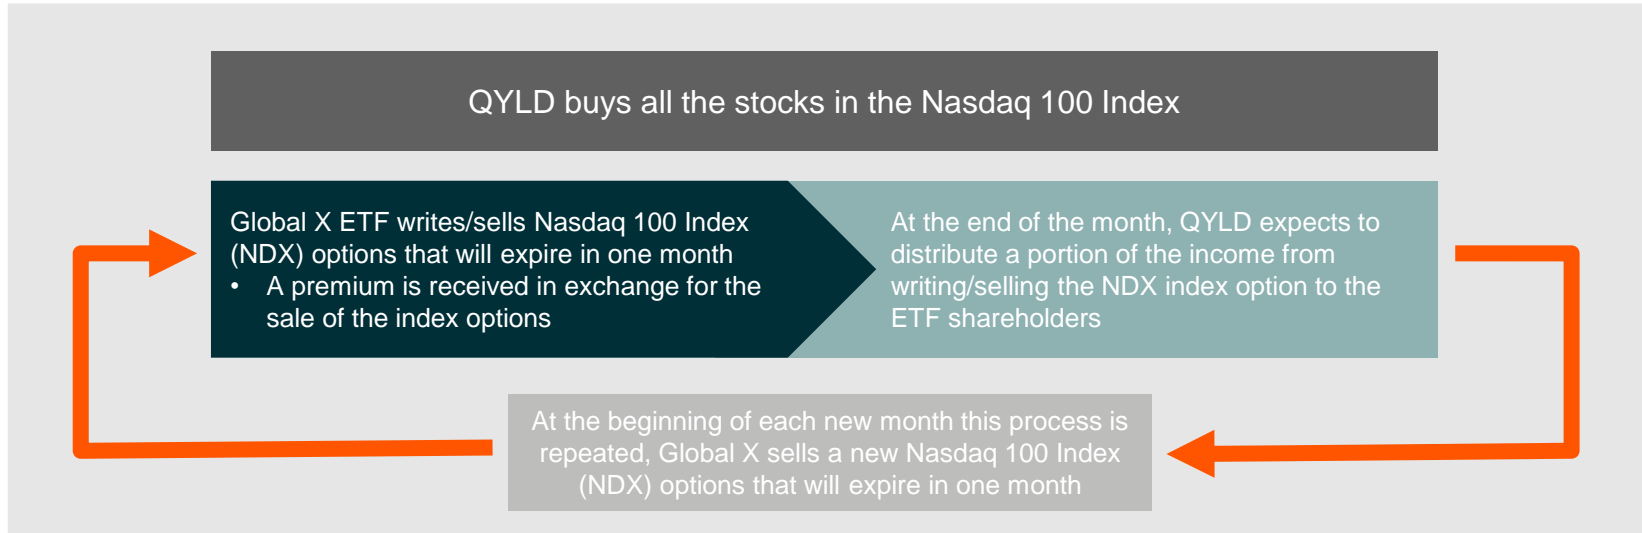 QYLD buys all the stocks in the Nasdaq 100 Index
Global X ETF writes/sells Nasdaq 100 Index
(NDX) options that will expire in one month
• A premium is received in exchange for the
sale of the index options
At the end of the month, QYLD expects to
distribute a portion of the income from
writing/selling the NDX index option to the
ETF shareholders
At the beginning of each new month this process is
repeated, Global X sells a new Nasdaq 100 Index
(NDX) options that will expire in one month